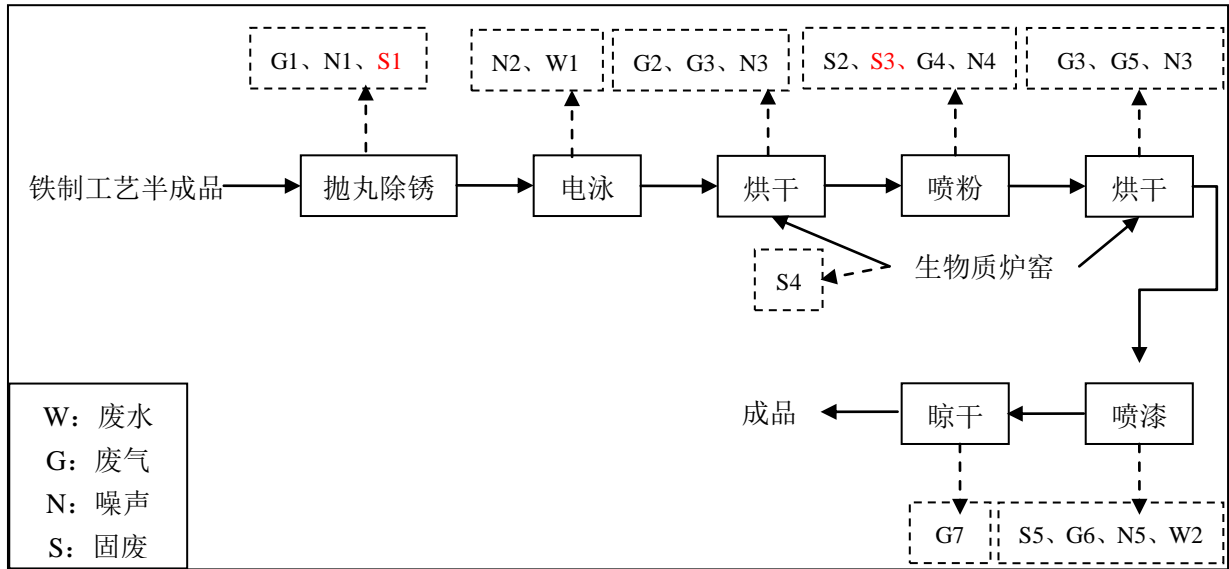 G1、N1、S1
N2、W1
G2、G3、N3
S2、S3、G4、N4
G3、G5、N3
铁制工艺半成品
抛丸除锈
电泳
烘干
喷粉
烘干
S4
生物质炉窑
成品
晾干
喷漆
G7
S5、G6、N5、W2
W：废水
G：废气
N：噪声
S：固废